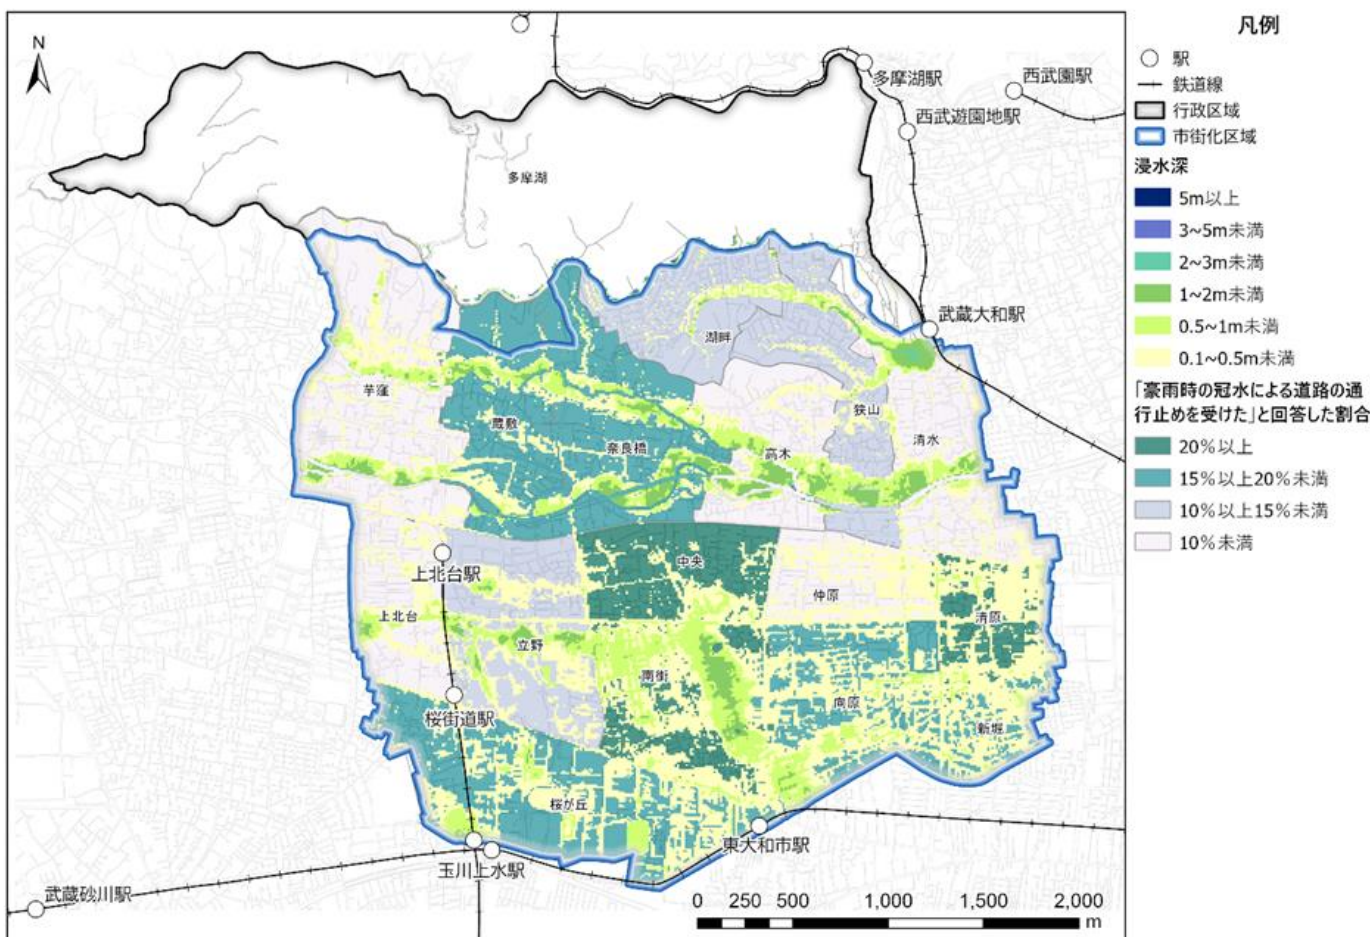 凡例
N
駅
鉄道線
行政区域
市街化区域
浸水深
5m以上
3~5m未満
2~3m未満
1~2m未満
0.5~1m未満
0.1~0.5m未満
「豪雨時の冠水による道路の通
行止めを受けた」と回答した割合
20%以上
15%以上20%未満
10%以上15%未満
10%未満
多摩湖駅
西武園駅
西武遊園地駅
多摩湖
武蔵大和駅
湖畔
芋窪
狭山
蔵敷
清水
奈良橋
高木
中央
上北台駅
仲原
上北台
清原
立野
南街
向原
桜街道駅
新堀
桜が丘
東大和市駅
玉川上水駅
武蔵砂川駅
0 250 500 1,000 1,500 2,000
m